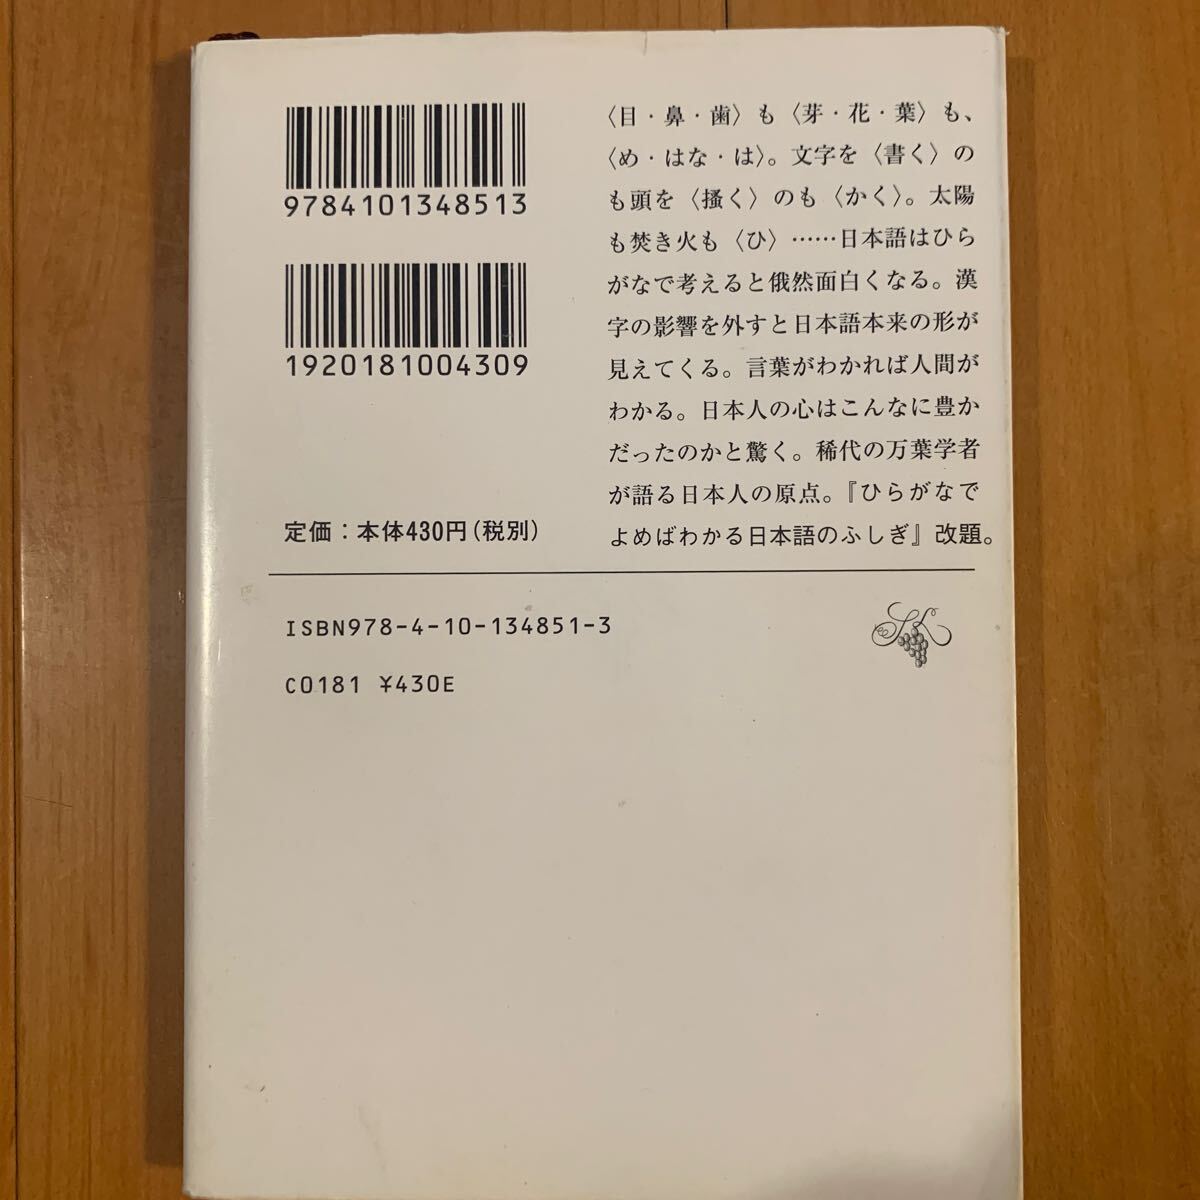 9784101348513
1920181004309
定価：本体430円（税別）
〈目・鼻・歯〉も〈芽・花・葉〉も、
〈め・はな・は〉。文字を〈書く〉の
も頭を〈掻く〉のも〈かく〉。太陽
も焚き火も〈ひ〉……日本語はひら
がなで考えると俄然面白くなる。漢
字の影響を外すと日本語本来の形が
見えてくる。言葉がわかれば人間が
わかる。日本人の心はこんなに豊か
だったのかと驚く。稀代の万葉学者
が語る日本人の原点。『ひらがなで
よめばわかる日本語のふしぎ』改題。
ISBN978-4-10-134851-3
C0181 ¥430E